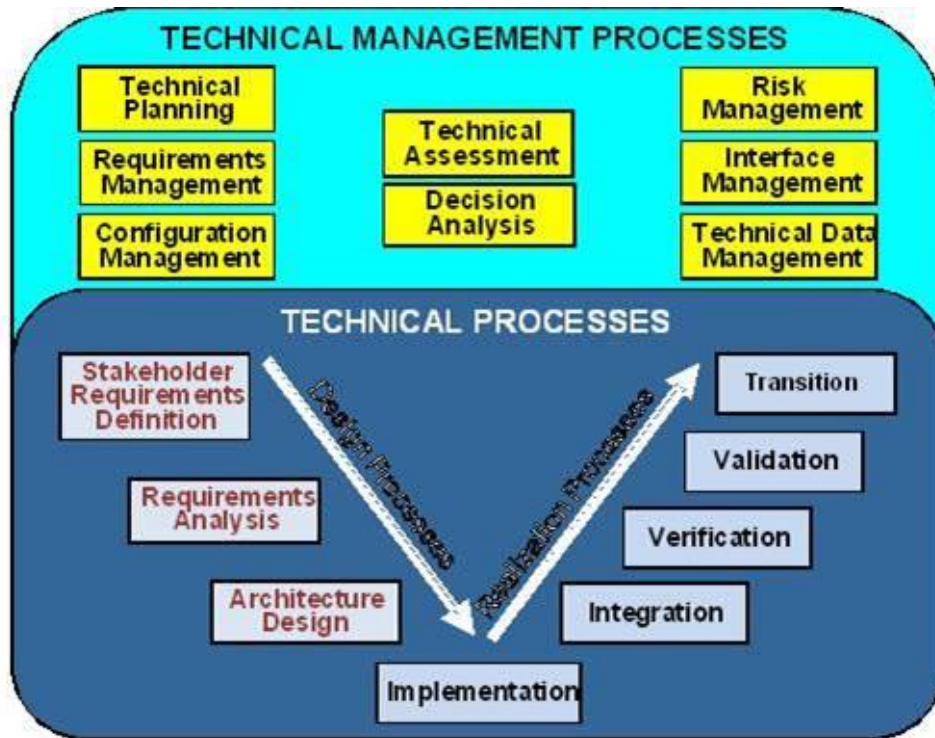 TECHNICAL MANAGEMENT PROCESSES
Technical
Planning
Requirements
Management
Configuration
Management
Technical
Assessment
Decision
Analysis
Risk
Management
Interface
Management
Technical Data
Management
TECHNICAL PROCESSES
Stakeholder
Requirements
Definition
Requirements
Analysis
Architecture
Design
Design Processes
Implementation
Realization Processes
Integration
Verification
Validation
Transition